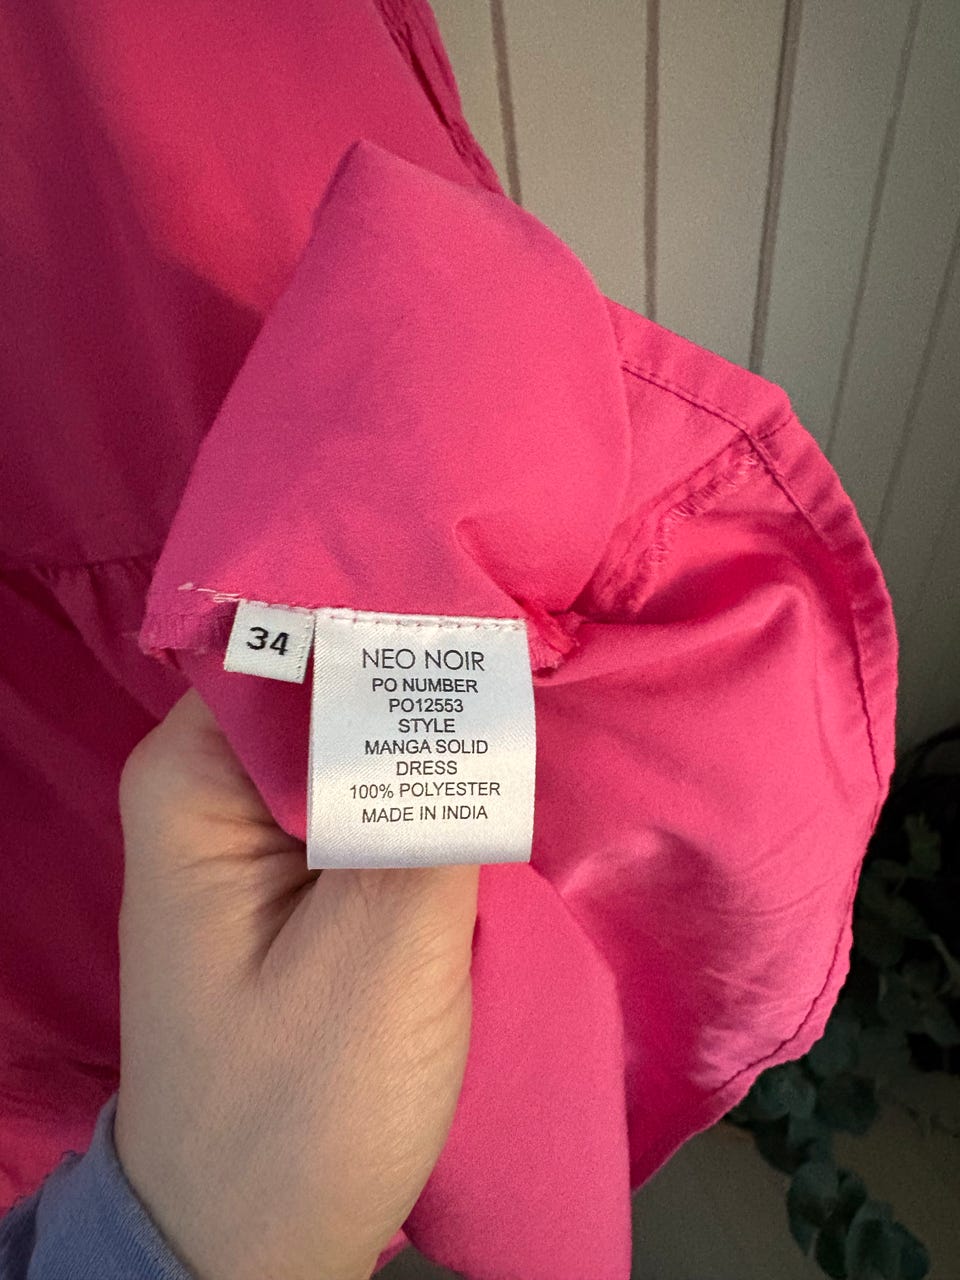 34
NEO NOIR
PO NUMBER
PO12553
STYLE
MANGA SOLID
DRESS
100% POLYESTER
MADE IN INDIA